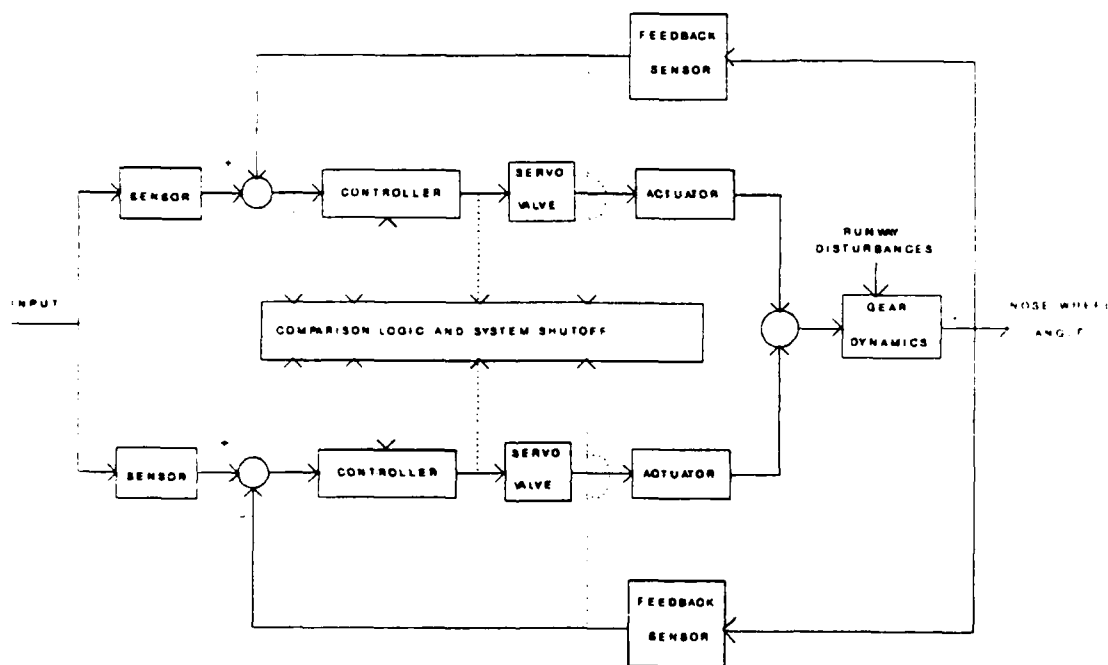 FEEDBACK
SENSOR
+
SENSOR
CONTROLLER
SERVO
VALVE
ACTUATOR
RUNWAY
DISTURBANCES
INPUT
COMPARISON LOGIC AND SYSTEM SHUTOFF
GEAR
DYNAMICS
NOSE WHEEL
ANGLE
+
SENSOR
-
CONTROLLER
SERVO
VALVE
ACTUATOR
FEEDBACK
SENSOR